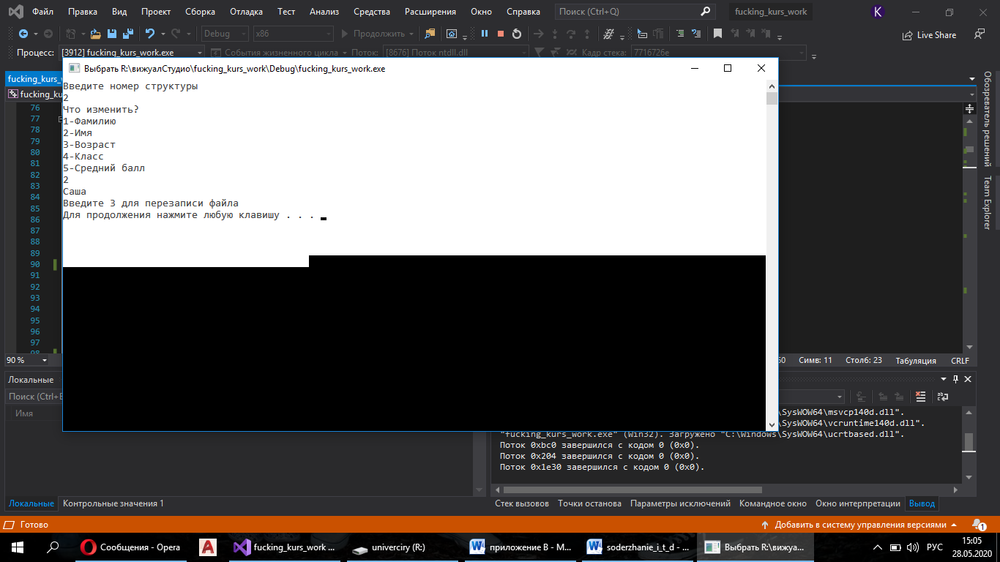 Файл Правка Вид Проект Сборка Отладка Тест Анализ Средства Расширения Окно Справка Поиск (Ctrl+Q) fucking_kurs_work K
Debug x86 Продолжить Live Share
Процесс: [3912] fucking_kurs_work.exe События жизненного цикла Поток: [8676] Поток ntdll.dll Кадр стека: 7716726e
Выбрать R:\вижуалСтудио\fucking_kurs_work\Debug\fucking_kurs_work.exe
fucking_kurs_
fucking_ku
Введите номер структуры
2
Что изменить?
1-Фамилию
2-Имя
3-Возраст
4-Класс
5-Средний балл
2
Саша
Введите 3 для перезаписи файла
Для продолжения нажмите любую клавишу . . .
76
77
78
79
80
81
82
83
84
85
86
87
88
89
90
91
92
93
94
95
96
97
98
Обозреватель решений
Team Explorer
90 % Симв: 11 Столб: 23 Табуляция CRLF
Локальные
Поиск (Ctrl+
Имя
\SysWOW64\msvcp140d.dll".
\SysWOW64\vcruntime140d.dll".
"fucking_kurs_work.exe" (Win32). Загружено "C:\Windows\SysWOW64\ucrtbased.dll".
Поток 0xbc0 завершился с кодом 0 (0x0).
Поток 0x204 завершился с кодом 0 (0x0).
Поток 0x1e30 завершился с кодом 0 (0x0).
Локальные Контрольные значения 1 Стек вызовов Точки останова Параметры исключений Командное окно Окно интерпретации Вывод
Готово Добавить в систему управления версиями 1
Сообщения - Opera fucking_kurs_work ... univerciry (R:) приложение В - M... soderzhanie_i_t_d - ... Выбрать R:\вижуа... РУС 15:05
28.05.2020